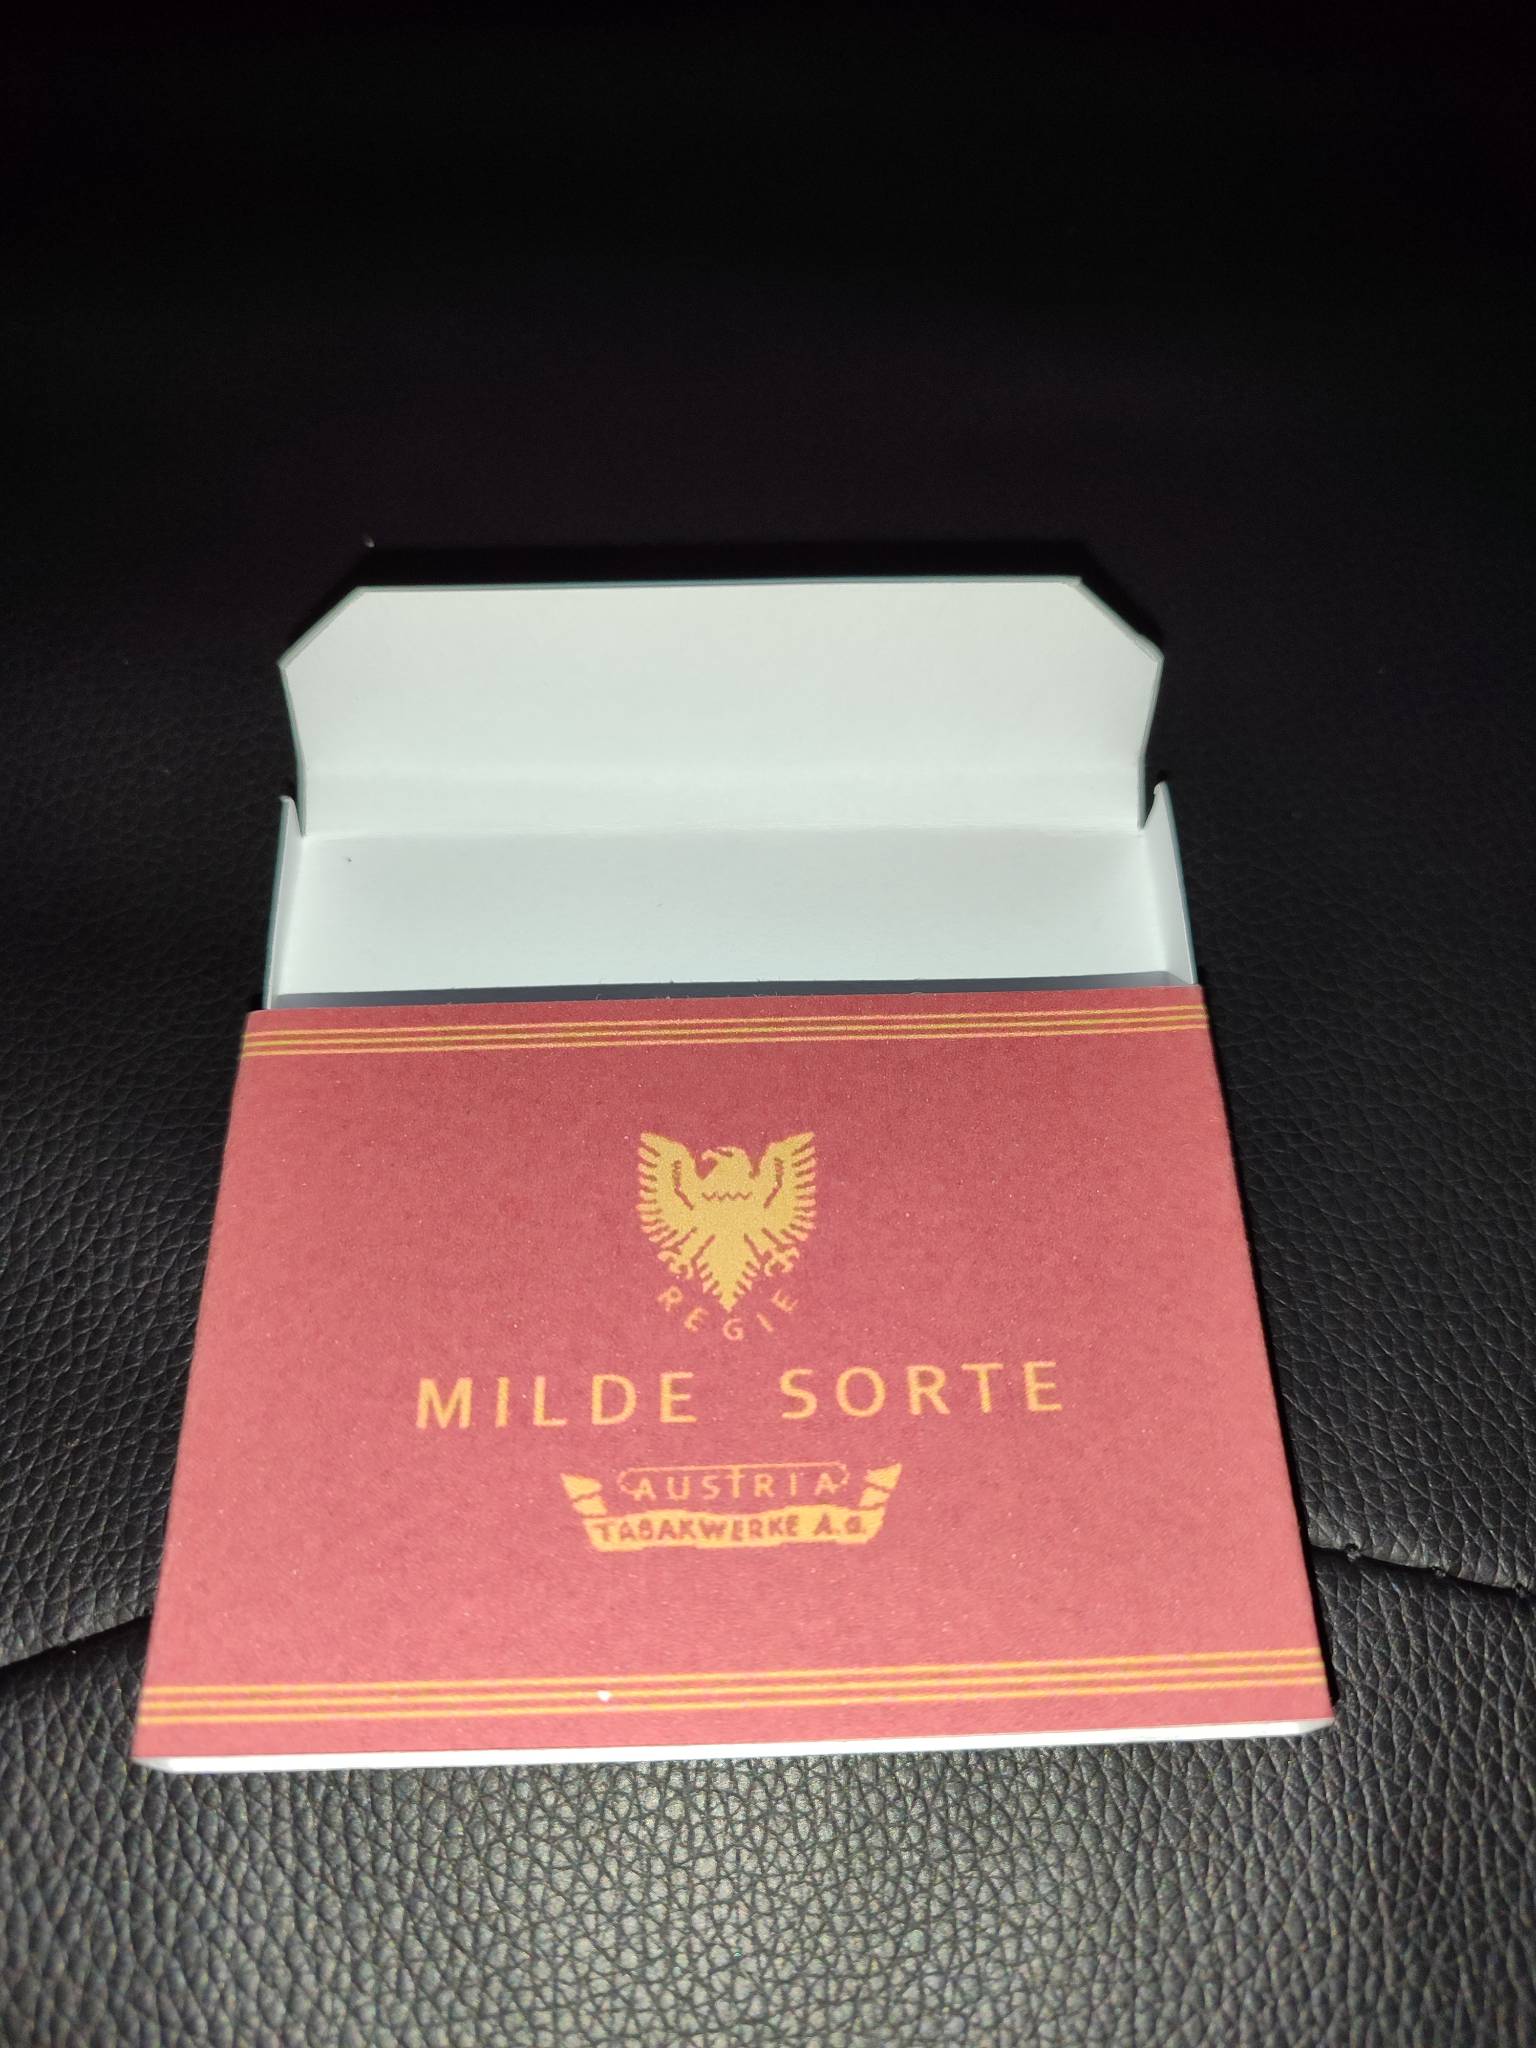 REGIE
MILDE SORTE
AUSTRIA
TABAKWERKE A.G.